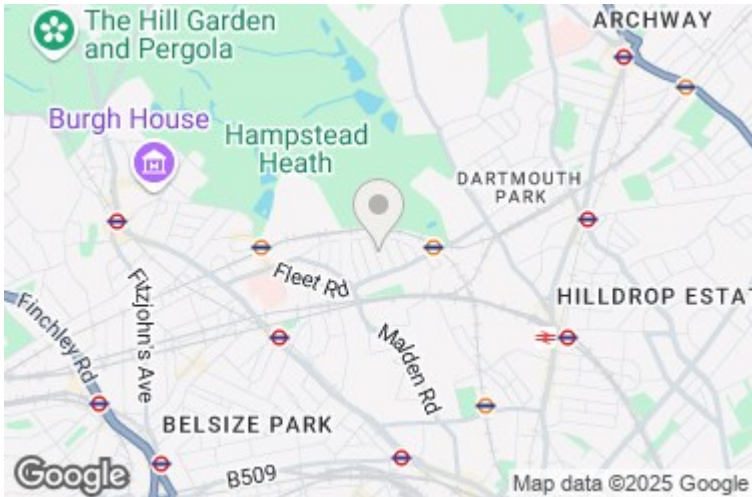 ARCHWAY
The Hill Garden
and Pergola
Burgh House
Hampstead
Heath
DARTMOUTH
PARK
Fleet Rd
Fitzjohn's Ave
Finchley Rd
HILLDROP ESTAT
Malden Rd
BELSIZE PARK
B509
Google
Map data ©2025 Google